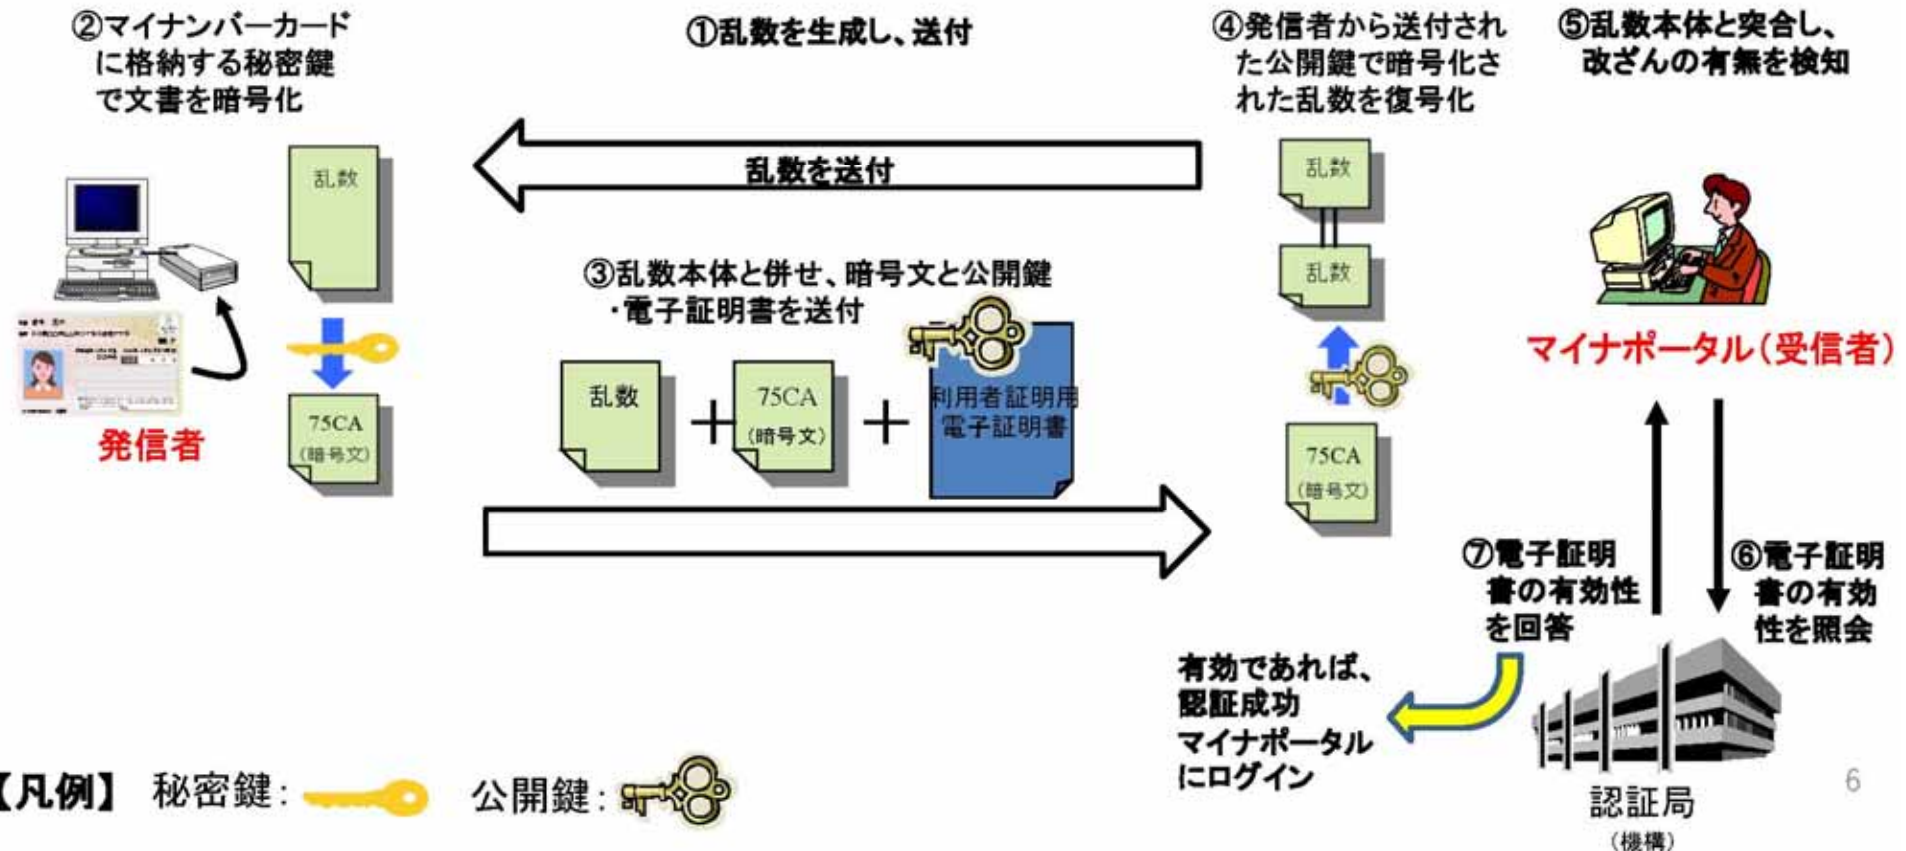 ②マイナンバーカード
に格納する秘密鍵
で文書を暗号化
①乱数を生成し、送付
④発信者から送付され
た公開鍵で暗号化さ
れた乱数を復号化
⑤乱数本体と突合し、
改ざんの有無を検知
乱数
乱数を送付
乱数
乱数
③乱数本体と併せ、暗号文と公開鍵
・電子証明書を送付
マイナポータル(受信者)
乱数
+
75CA
(暗号文)
+
利用者証明用
電子証明書
発信者
75CA
(暗号文)
75CA
(暗号文)
⑦電子証明
書の有効性
を回答
⑥電子証明
書の有効
性を照会
有効であれば、
認証成功
マイナポータル
にログイン
【凡例】 秘密鍵: 公開鍵:
認証局
(機構)
6